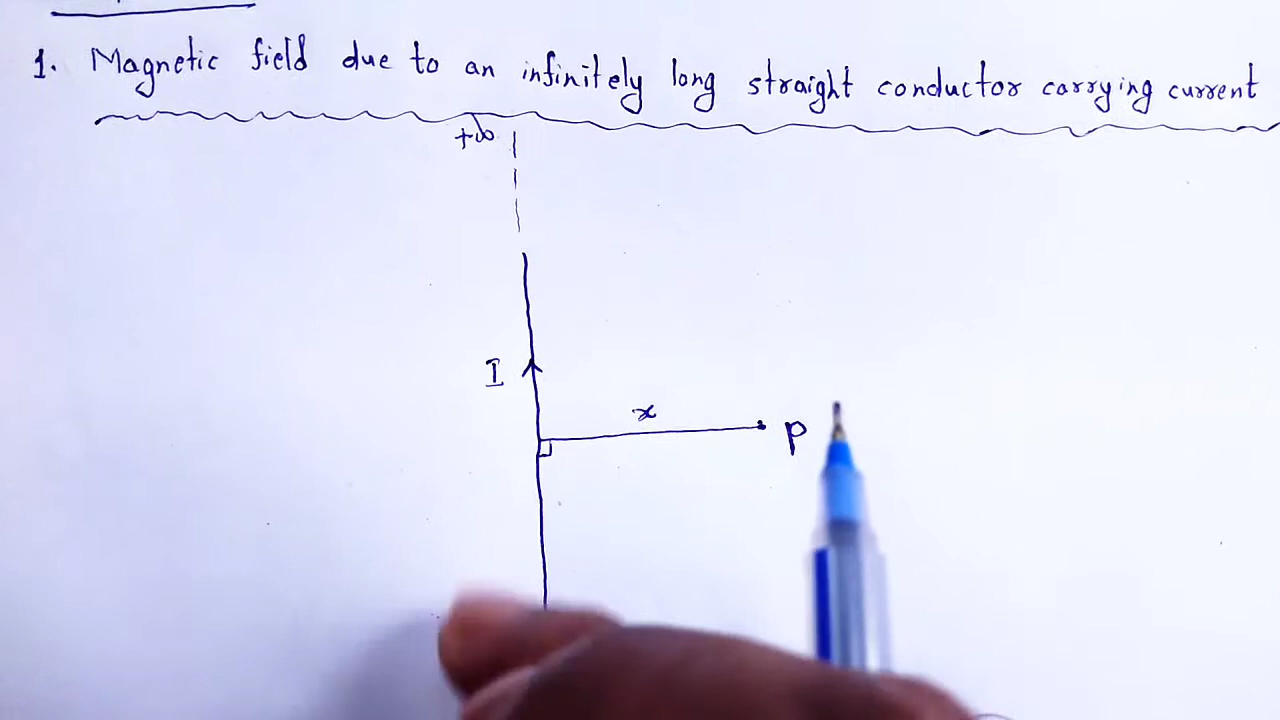 1. Magnetic field due to an infinitely long straight conductor carrying current
+∞
I
x
P